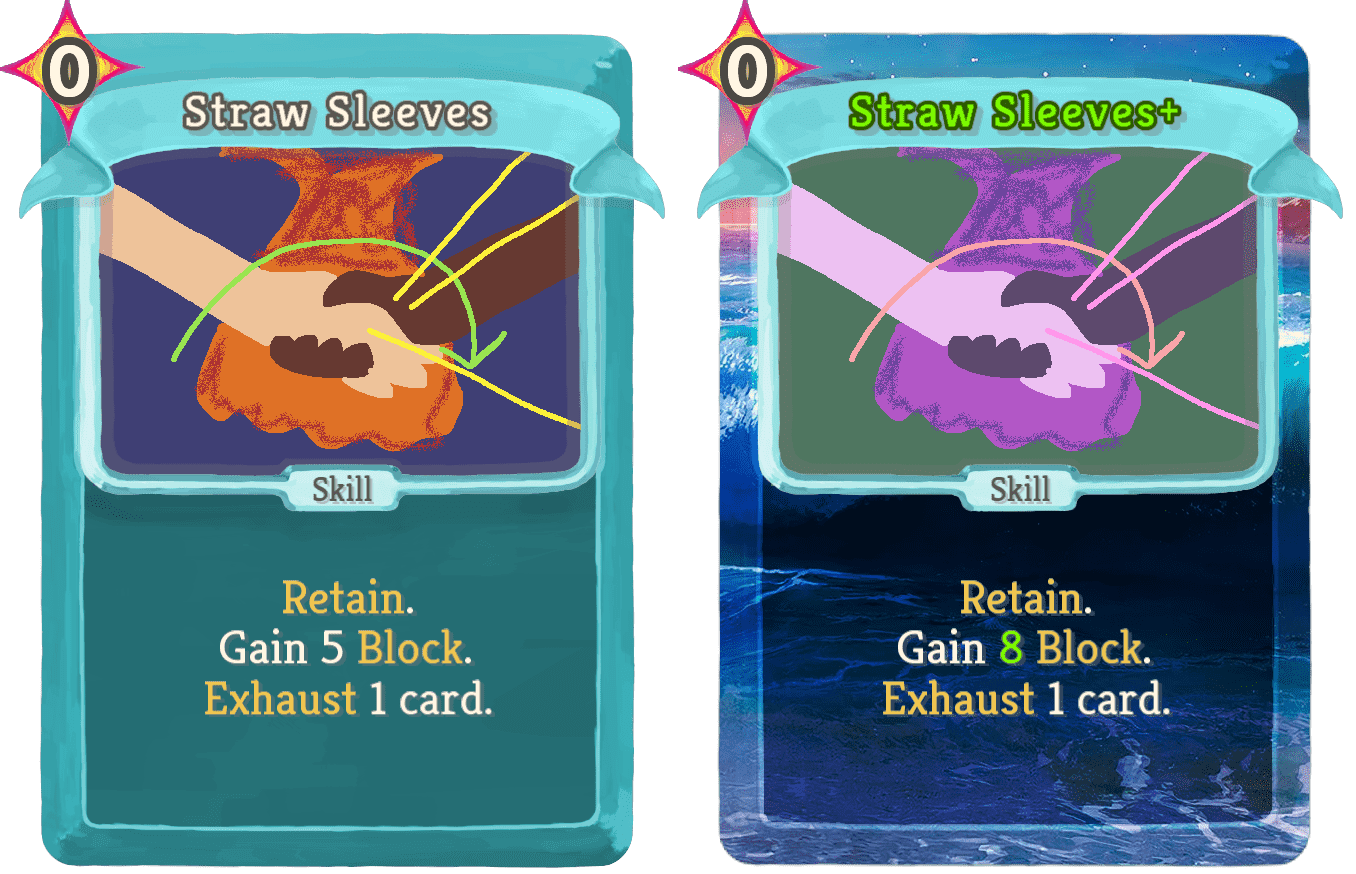 0
Straw Sleeves
Skill
Retain.
Gain 5 Block.
Exhaust 1 card.
0
Straw Sleeves+
Skill
Retain.
Gain 8 Block.
Exhaust 1 card.